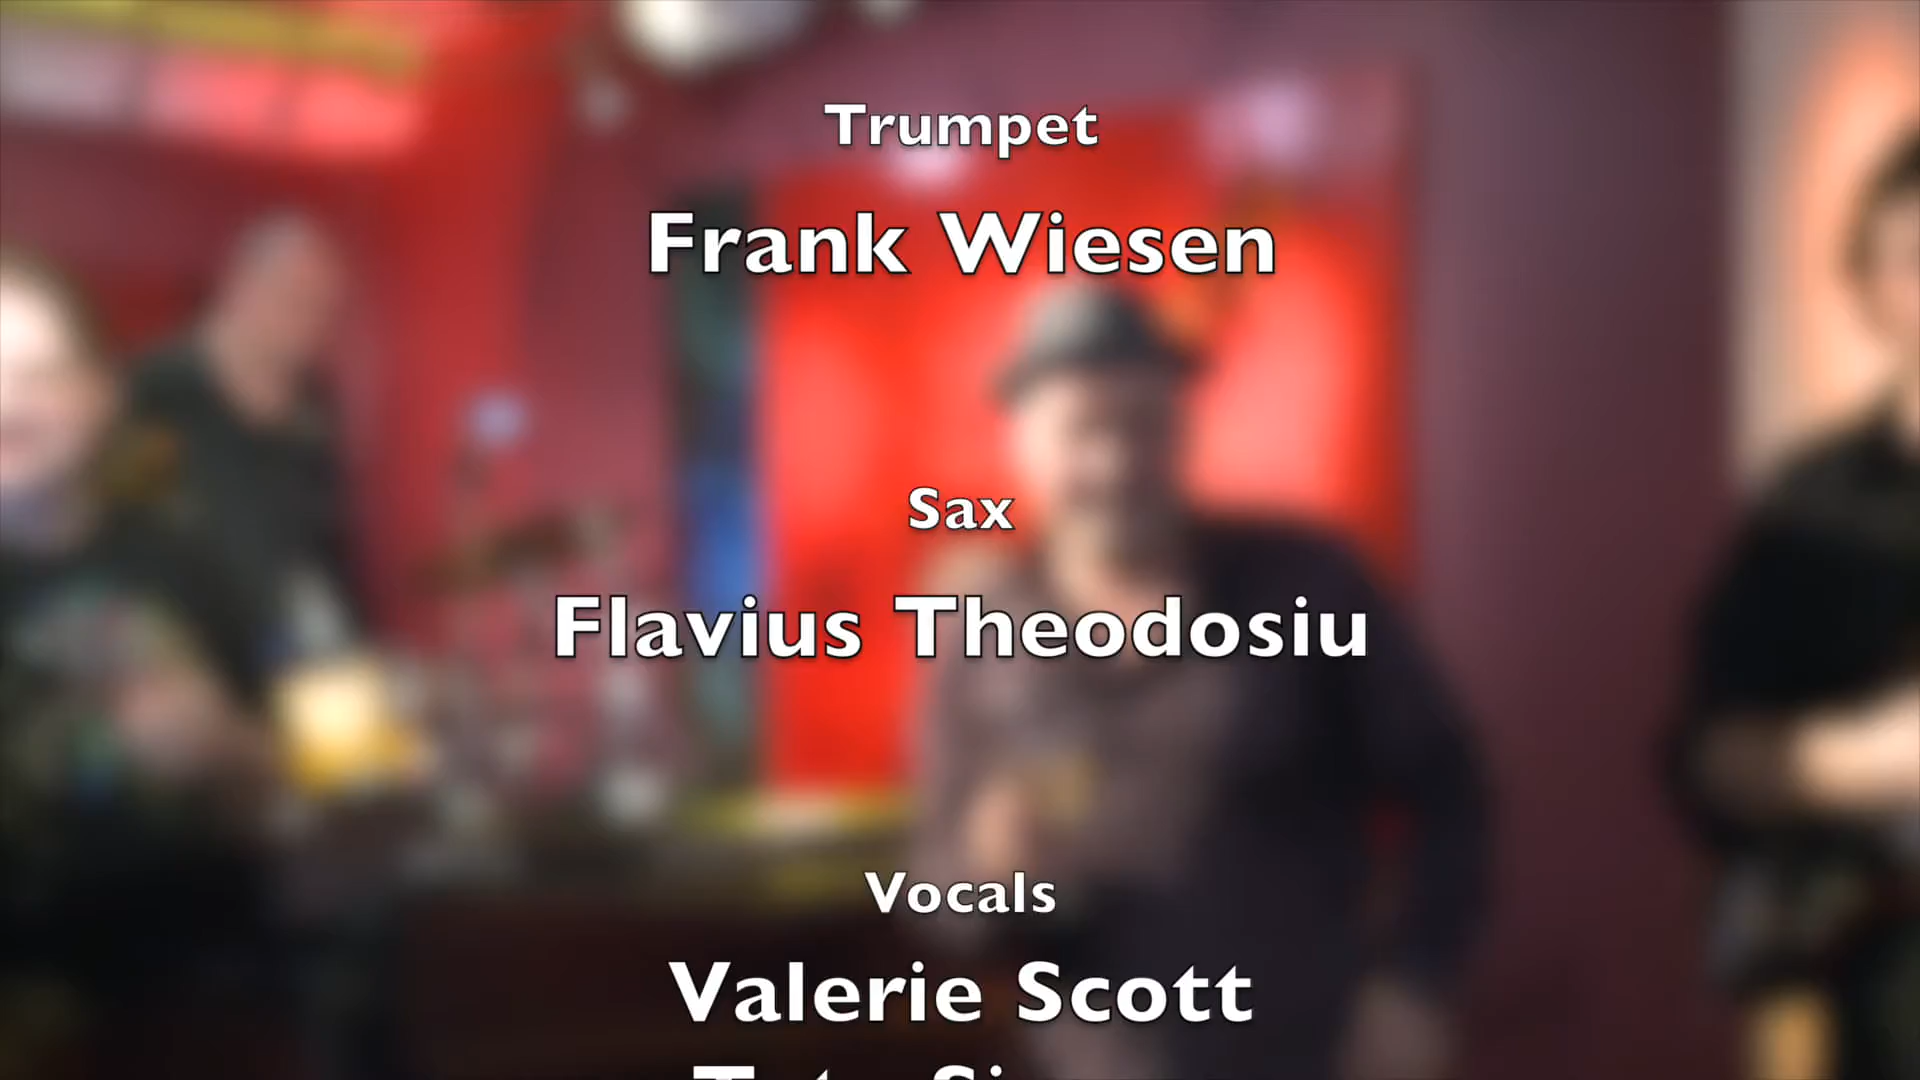 Trumpet
Frank Wiesen
Sax
Flavius Theodosiu
Vocals
Valerie Scott